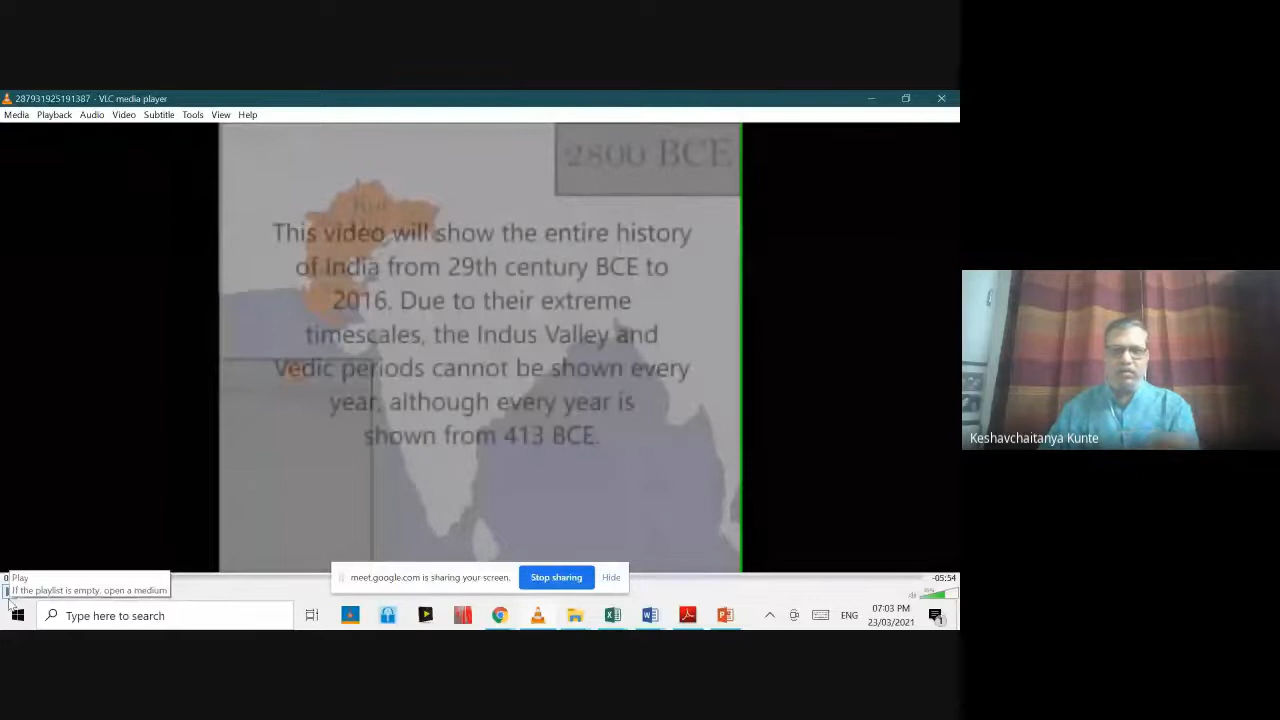 287931925191387 - VLC media player
Media Playback Audio Video Subtitle Tools View Help
2800 BCE
This video will show the entire history
of India from 29th century BCE to
2016. Due to their extreme
timescales, the Indus Valley and
Vedic periods cannot be shown every
year, although every year is
shown from 413 BCE.
Keshavchaitanya Kunte
Play
If the playlist is empty, open a medium
meet.google.com is sharing your screen. Stop sharing Hide
-05:54
Type here to search
ENG
07:03 PM
23/03/2021